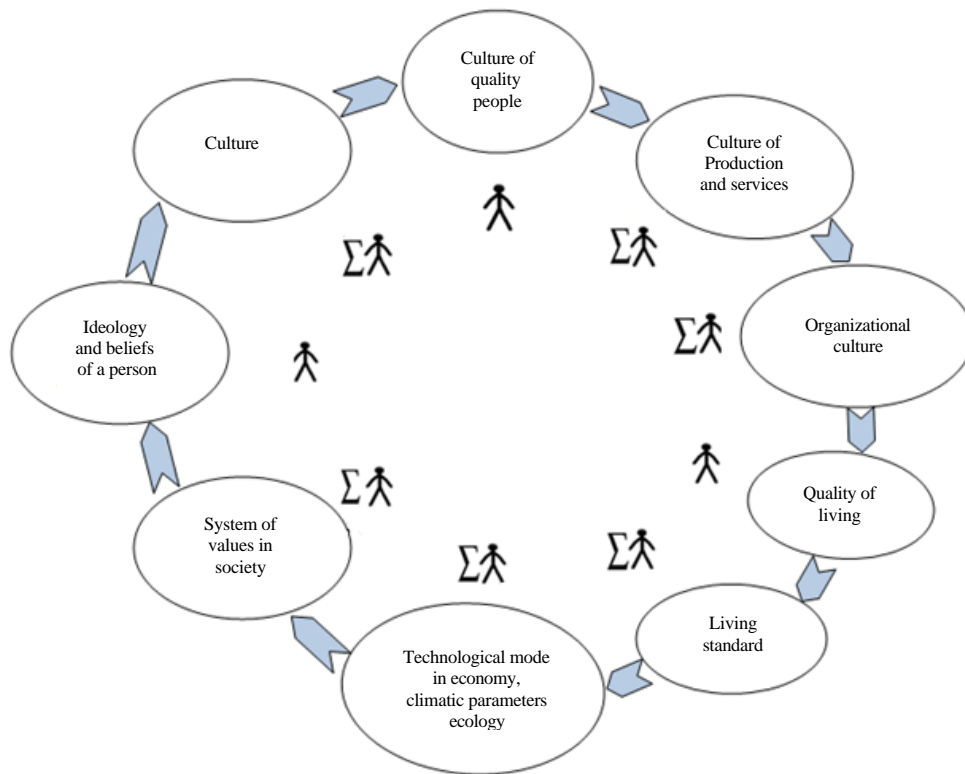 Culture of
quality
people
Culture
Culture of
Production
and services
Σ
Σ
Ideology
and beliefs
of a person
Σ
Organizational
culture
Σ
Quality of
living
System of
values in
society
Σ
Σ
Living
standard
Technological mode
in economy,
climatic parameters
ecology